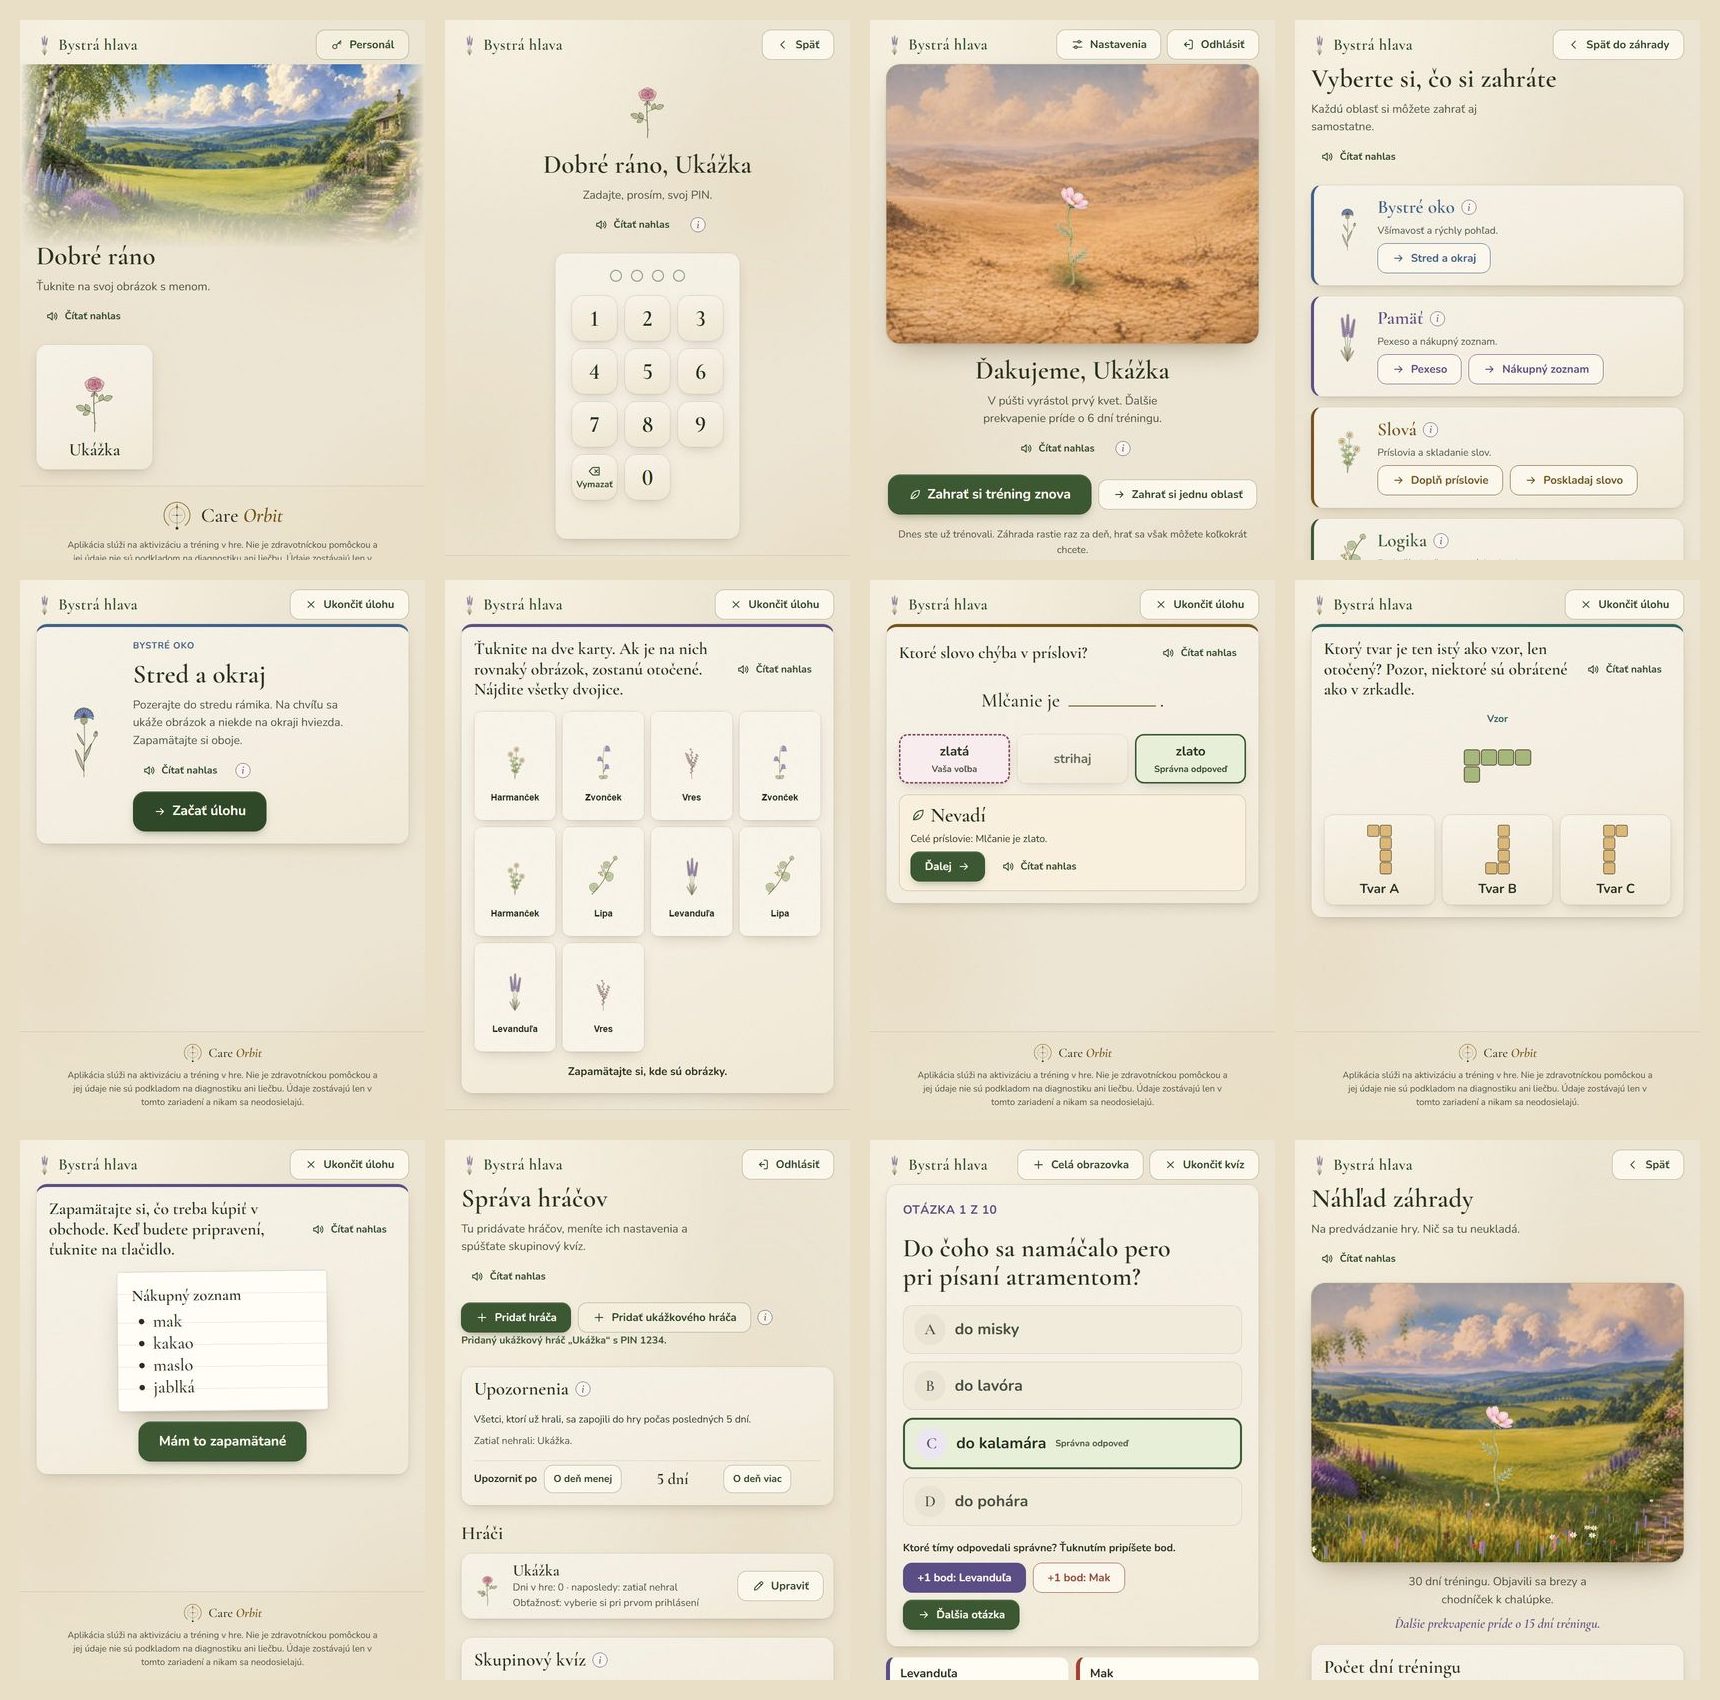 Bystrá hlava
Personál
Dobré ráno
Ťuknite na svoj obrázok s menom.
Čítať nahlas
Ukážka
Care Orbit
Aplikácia slúži na aktivizáciu a tréning v hre. Nie je zdravotníckou pomôckou a
jej údaje nie sú podkladom na diagnostiku ani liečbu. Údaje zostávajú len v
Bystrá hlava
Späť
Dobré ráno, Ukážka
Zadajte, prosím, svoj PIN.
Čítať nahlas
i
1 2 3
4 5 6
7 8 9
Vymazať 0
Bystrá hlava
Nastavenia
Odhlásiť
Ďakujeme, Ukážka
V púšti vyrástol prvý kvet. Ďalšie
prekvapenie príde o 6 dní tréningu.
Čítať nahlas
i
Zahrať si tréning znova
Zahrať si jednu oblasť
Dnes ste už trénovali. Záhrada rastie raz za deň, hrať sa však môžete koľkokrát
chcete.
Bystrá hlava
Späť do záhrady
Vyberte si, čo si zahráte
Každú oblasť si môžete zahrať aj
samostatne.
Čítať nahlas
Bystré oko i
Všímavosť a rýchly pohľad.
Stred a okraj
Pamäť i
Pexeso a nákupný zoznam.
Pexeso
Nákupný zoznam
Slová i
Príslovia a skladanie slov.
Doplň príslovie
Poskladaj slovo
Logika i
Bystrá hlava
Ukončiť úlohu
BYSTRÉ OKO
Stred a okraj
Pozerajte do stredu rámika. Na chvíľu sa
ukáže obrázok a niekde na okraji hviezda.
Zapamätajte si oboje.
Čítať nahlas
i
Začať úlohu
Care Orbit
Aplikácia slúži na aktivizáciu a tréning v hre. Nie je zdravotníckou pomôckou a
jej údaje nie sú podkladom na diagnostiku ani liečbu. Údaje zostávajú len v
tomto zariadení a nikam sa neodosielajú.
Bystrá hlava
Ukončiť úlohu
Ťuknite na dve karty. Ak je na nich
rovnaký obrázok, zostanú otočené.
Nájdite všetky dvojice.
Čítať nahlas
Harmanček Zvonček Vres Zvonček
Harmanček Lipa Levanduľa Lipa
Levanduľa Vres
Zapamätajte si, kde sú obrázky.
Bystrá hlava
Ukončiť úlohu
Ktoré slovo chýba v prísloví?
Čítať nahlas
Mlčanie je ________ .
zlatá
Vaša voľba
strihaj
zlato
Správna odpoveď
Nevadí
Celé príslovie: Mlčanie je zlato.
Ďalej
Čítať nahlas
Care Orbit
Aplikácia slúži na aktivizáciu a tréning v hre. Nie je zdravotníckou pomôckou a
jej údaje nie sú podkladom na diagnostiku ani liečbu. Údaje zostávajú len v
tomto zariadení a nikam sa neodosielajú.
Bystrá hlava
Ukončiť úlohu
Ktorý tvar je ten istý ako vzor, len
otočený? Pozor, niektoré sú obrátené
ako v zrkadle.
Čítať nahlas
Vzor
Tvar A Tvar B Tvar C
Care Orbit
Aplikácia slúži na aktivizáciu a tréning v hre. Nie je zdravotníckou pomôckou a
jej údaje nie sú podkladom na diagnostiku ani liečbu. Údaje zostávajú len v
tomto zariadení a nikam sa neodosielajú.
Bystrá hlava
Ukončiť úlohu
Zapamätajte si, čo treba kúpiť v
obchode. Keď budete pripravení,
ťuknite na tlačidlo.
Čítať nahlas
Nákupný zoznam
• mak
• kakao
• maslo
• jablká
Mám to zapamätané
Care Orbit
Aplikácia slúži na aktivizáciu a tréning v hre. Nie je zdravotníckou pomôckou a
jej údaje nie sú podkladom na diagnostiku ani liečbu. Údaje zostávajú len v
tomto zariadení a nikam sa neodosielajú.
Bystrá hlava
Odhlásiť
Správa hráčov
Tu pridávate hráčov, meníte ich nastavenia a
spúšťate skupinový kvíz.
Čítať nahlas
Pridať hráča
Pridať ukážkového hráča
i
Pridaný ukážkový hráč „Ukážka“ s PIN 1234.
Upozornenia i
Všetci, ktorí už hrali, sa zapojili do hry počas posledných 5 dní.
Zatiaľ nehrali: Ukážka.
Upozorniť po
O deň menej
5 dní
O deň viac
Hráči
Ukážka
Dni v hre: 0 · naposledy: zatiaľ nehral
Obťažnosť: vyberie si pri prvom prihlásení
Upraviť
Skupinový kvíz i
Bystrá hlava
Celá obrazovka
Ukončiť kvíz
OTÁZKA 1 Z 10
Do čoho sa namáčalo pero
pri písaní atramentom?
A do misky
B do lavóra
C do kalamára Správna odpoveď
D do pohára
Ktoré tímy odpovedali správne? Ťuknutím pripíšete bod.
+1 bod: Levanduľa
+1 bod: Mak
Ďalšia otázka
Levanduľa
Mak
Bystrá hlava
Späť
Náhľad záhrady
Na predvádzanie hry. Nič sa tu neukladá.
Čítať nahlas
30 dní tréningu. Objavili sa brezy a
chodníček k chalúpke.
Ďalšie prekvapenie príde o 15 dní tréningu.
Počet dní tréningu